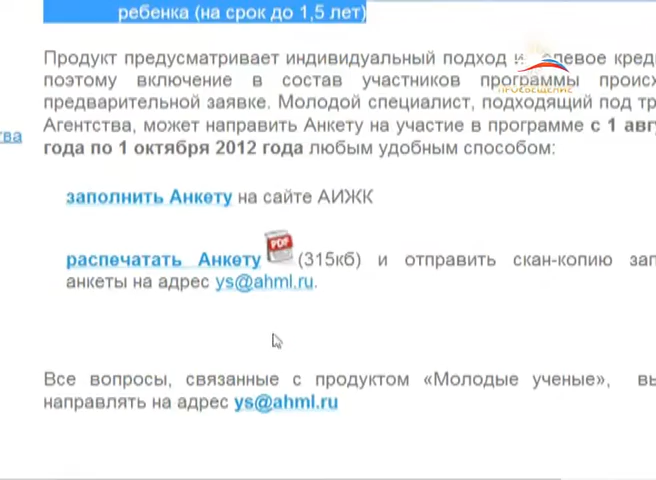 ребенка (на срок до 1,5 лет)
Продукт предусматривает индивидуальный подход и
поэтому включение в состав участников программы
предварительной заявке. Молодой специалист, подходящий под
Агентства, может направить Анкету на участие в программе с 1
года по 1 октября 2012 года любым удобным способом:
заполнить Анкету на сайте АИЖК
PDF
распечатать Анкету (315кб) и отправить скан-копию
анкеты на адрес ys@ahml.ru.
Все вопросы, связанные с продуктом «Молодые ученые»,
направлять на адрес ys@ahml.ru
ПРОСВЕЩЕНИЕ